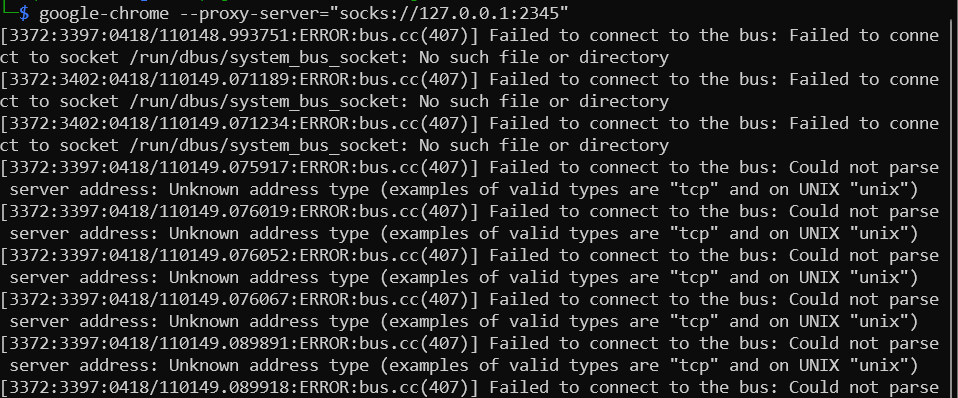 └─$ google-chrome --proxy-server="socks://127.0.0.1:2345"
[3372:3397:0418/110148.993751:ERROR:bus.cc(407)] Failed to connect to the bus: Failed to conne
ct to socket /run/dbus/system_bus_socket: No such file or directory
[3372:3402:0418/110149.071189:ERROR:bus.cc(407)] Failed to connect to the bus: Failed to conne
ct to socket /run/dbus/system_bus_socket: No such file or directory
[3372:3402:0418/110149.071234:ERROR:bus.cc(407)] Failed to connect to the bus: Failed to conne
ct to socket /run/dbus/system_bus_socket: No such file or directory
[3372:3397:0418/110149.075917:ERROR:bus.cc(407)] Failed to connect to the bus: Could not parse
 server address: Unknown address type (examples of valid types are "tcp" and on UNIX "unix")
[3372:3397:0418/110149.076019:ERROR:bus.cc(407)] Failed to connect to the bus: Could not parse
 server address: Unknown address type (examples of valid types are "tcp" and on UNIX "unix")
[3372:3397:0418/110149.076052:ERROR:bus.cc(407)] Failed to connect to the bus: Could not parse
 server address: Unknown address type (examples of valid types are "tcp" and on UNIX "unix")
[3372:3397:0418/110149.076067:ERROR:bus.cc(407)] Failed to connect to the bus: Could not parse
 server address: Unknown address type (examples of valid types are "tcp" and on UNIX "unix")
[3372:3397:0418/110149.089891:ERROR:bus.cc(407)] Failed to connect to the bus: Could not parse
 server address: Unknown address type (examples of valid types are "tcp" and on UNIX "unix")
[3372:3397:0418/110149.089918:ERROR:bus.cc(407)] Failed to connect to the bus: Could not parse